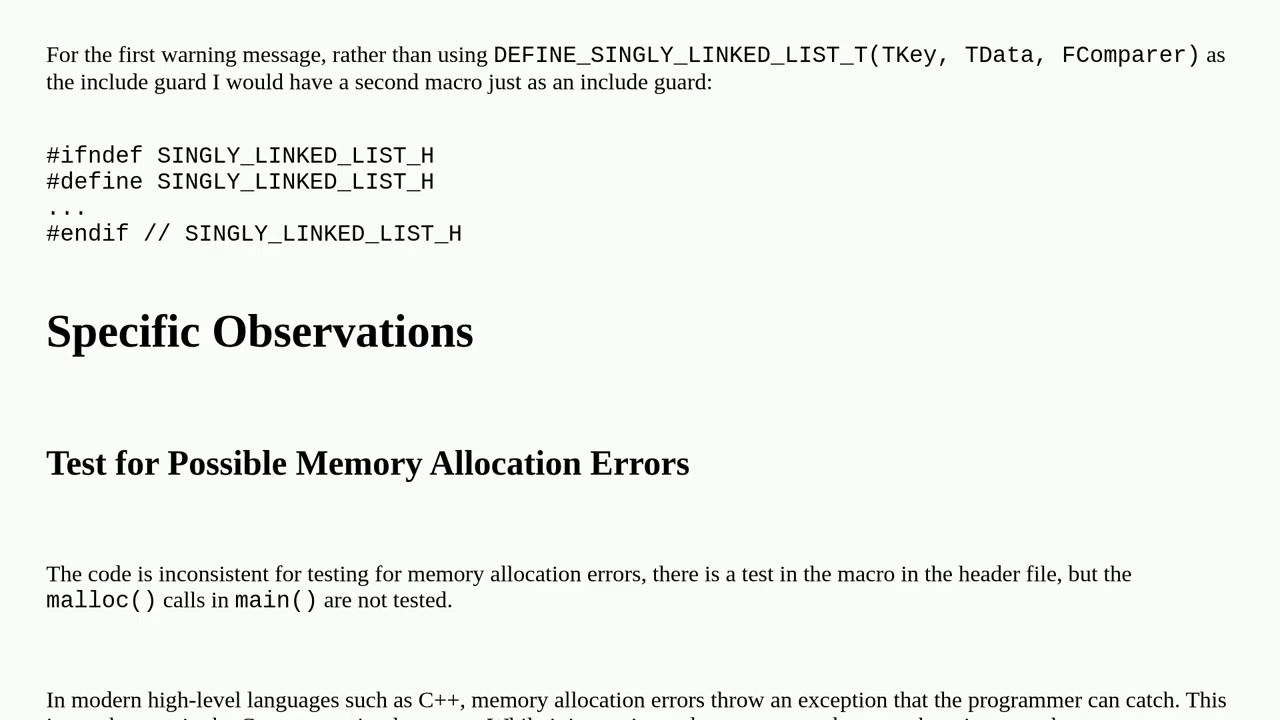 For the first warning message, rather than using DEFINE_SINGLY_LINKED_LIST_T(TKey, TData, FComparer) as
the include guard I would have a second macro just as an include guard:
#ifndef SINGLY_LINKED_LIST_H
#define SINGLY_LINKED_LIST_H
...
#endif // SINGLY_LINKED_LIST_H
Specific Observations
Test for Possible Memory Allocation Errors
The code is inconsistent for testing for memory allocation errors, there is a test in the macro in the header file, but the
malloc() calls in main() are not tested.
In modern high-level languages such as C++, memory allocation errors throw an exception that the programmer can catch. This